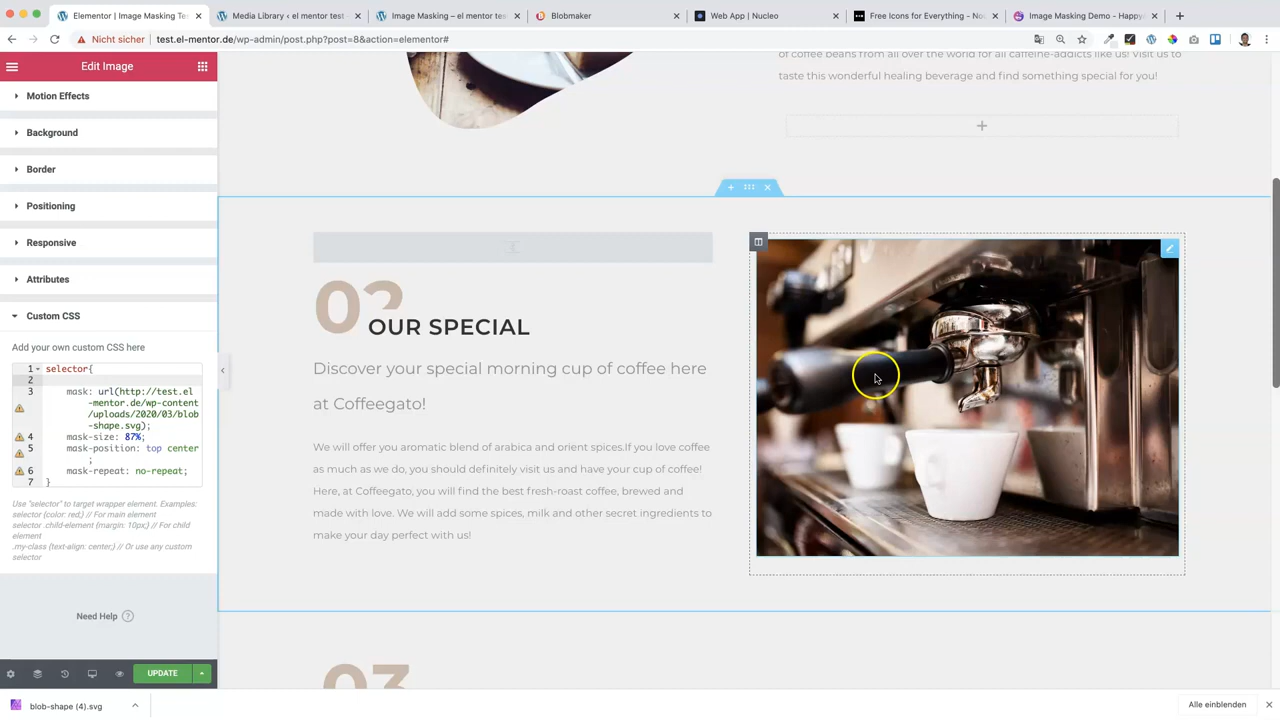 Elementor | Image Masking Tes
Media Library ‹ el mentor test
Image Masking – el mentor tes
Blobmaker
Web App | Nucleo
Free Icons for Everything - Nou
Image Masking Demo - HappyA
Nicht sicher
test.el-mentor.de/wp-admin/post.php?post=8&action=elementor#
Edit Image
Motion Effects
Background
Border
Positioning
Responsive
Attributes
Custom CSS
Add your own custom CSS here
1 selector{
2
3 mask: url(http://test.el
-mentor.de/wp-content
/uploads/2020/03/blob
-shape.svg);
4 mask-size: 87%;
5 mask-position: top center
;
6 mask-repeat: no-repeat;
7 }
Use "selector" to target wrapper element. Examples:
selector {color: red;} // For main element
selector .child-element {margin: 10px;} // For child
element
.my-class {text-align: center;} // Or use any custom
selector
Need Help ?
UPDATE
of coffee beans from all over the world for all caffeine-addicts like us! Visit us to
taste this wonderful healing beverage and find something special for you!
02
OUR SPECIAL
Discover your special morning cup of coffee here
at Coffeegato!
We will offer you aromatic blend of arabica and orient spices.If you love coffee
as much as we do, you should definitely visit us and have your cup of coffee!
Here, at Coffeegato, you will find the best fresh-roast coffee, brewed and
made with love. We will add some spices, milk and other secret ingredients to
make your day perfect with us!
03
blob-shape (4).svg
Alle einblenden